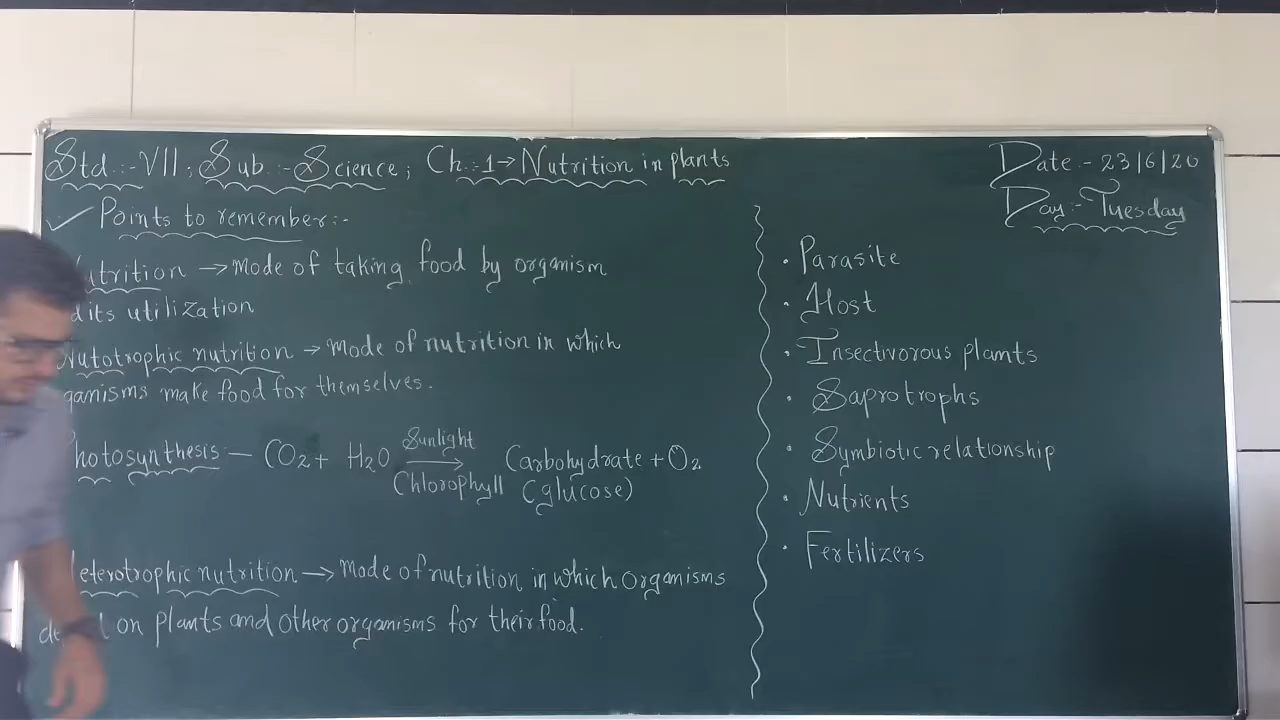 Std.:- VII ; Sub.:- Science ; Ch.:1→ Nutrition in plants
Date:- 23/6/20
Day:- Tuesday
✓ Points to remember:-
utrition → Mode of taking food by organism
d its utilization
Autotrophic nutrition → Mode of nutrition in which
ganisms make food for themselves.
hotosynthesis — CO2 + H2O Sunlight → Chlorophyll Carbohydrate + O2
(glucose)
eterotrophic nutrition → Mode of nutrition in which organisms
on plants and other organisms for their food.
• Parasite
• Host
• Insectivorous plants
• Saprotrophs
• Symbiotic relationship
• Nutrients
• Fertilizers